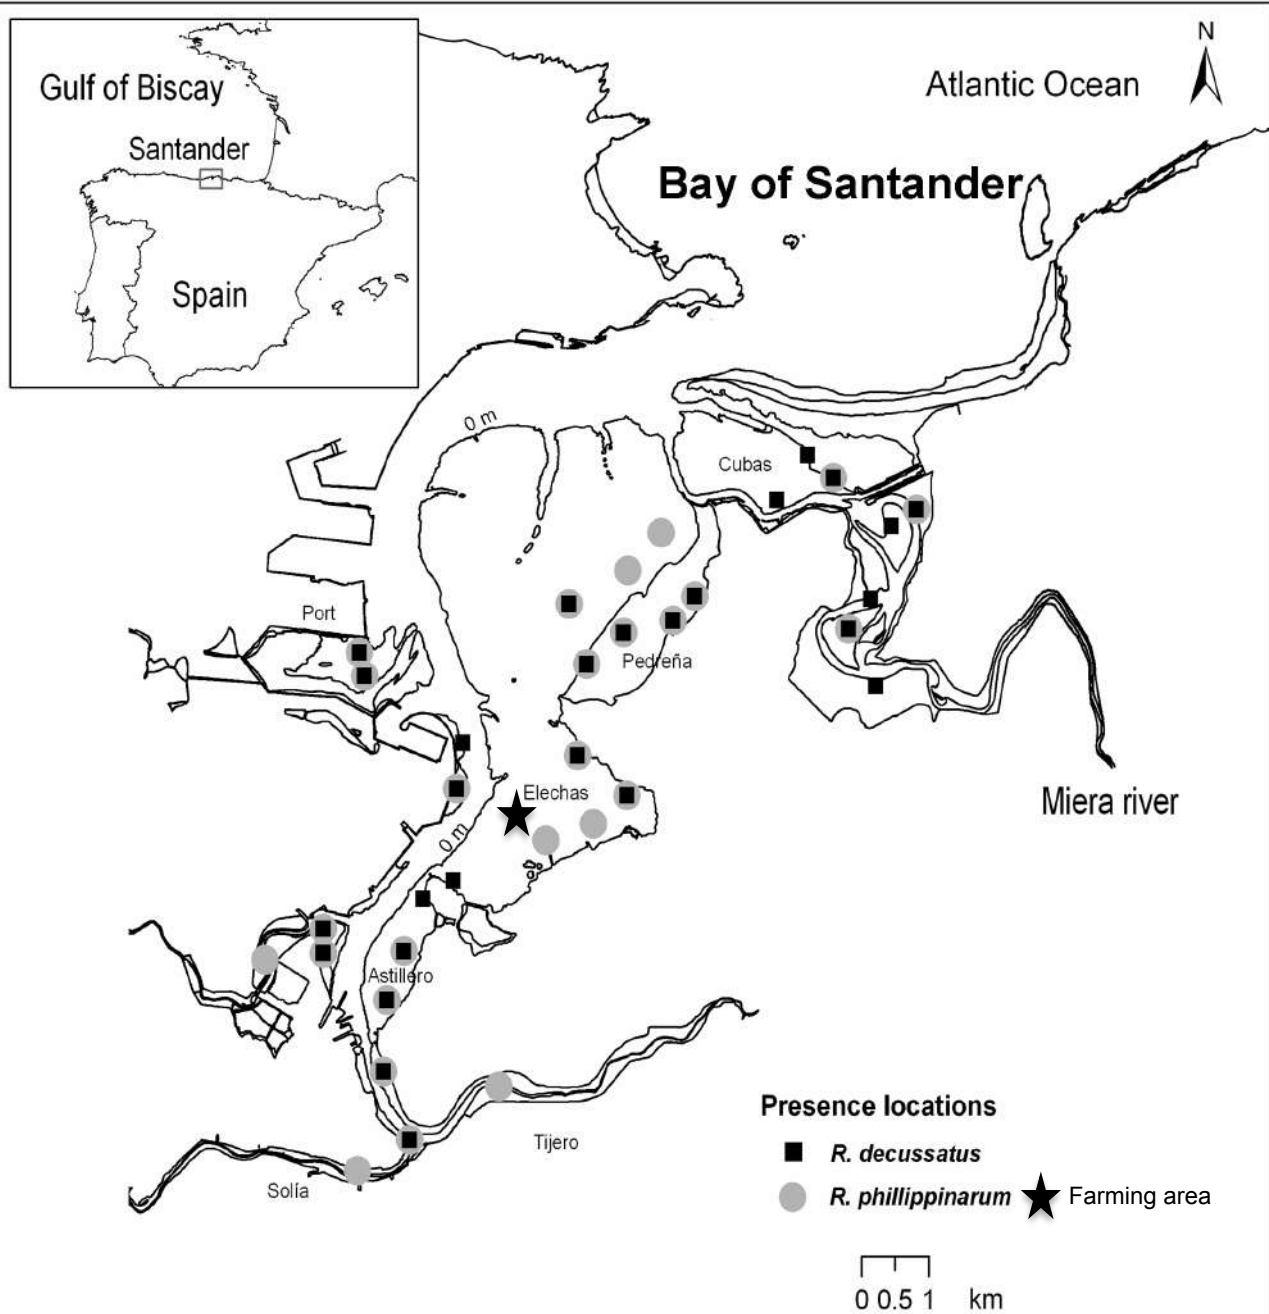 N
Gulf of Biscay
Atlantic Ocean
Santander
Bay of Santander
Spain
0 m
Cubas
Port
Pedreña
Elechas
Miera river
0 m
Astillero
Presence locations
Tijero
R. decussatus
Solía
R. phillippinarum
Farming area
0 0.5 1 km